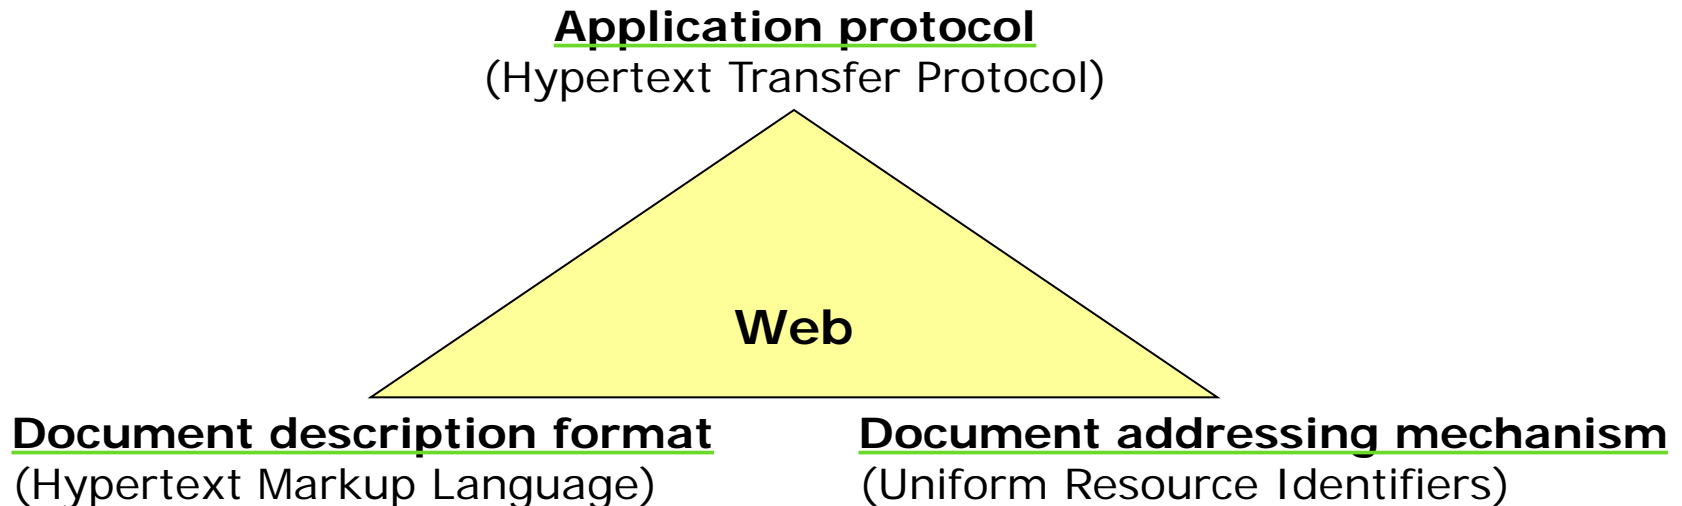 Application protocol
(Hypertext Transfer Protocol)
Web
Document description format
(Hypertext Markup Language)
Document addressing mechanism
(Uniform Resource Identifiers)